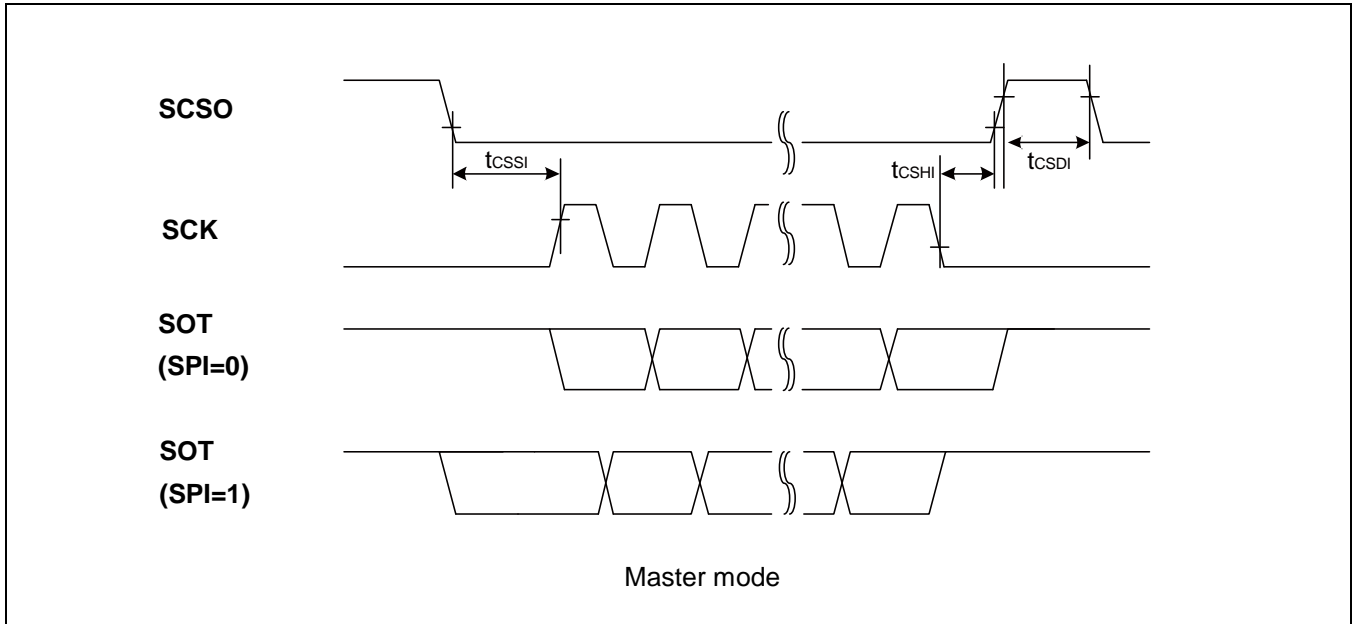 SCSO
tCSSI
tCSHI
tCSDI
SCK
SOT
(SPI=0)
SOT
(SPI=1)
Master mode